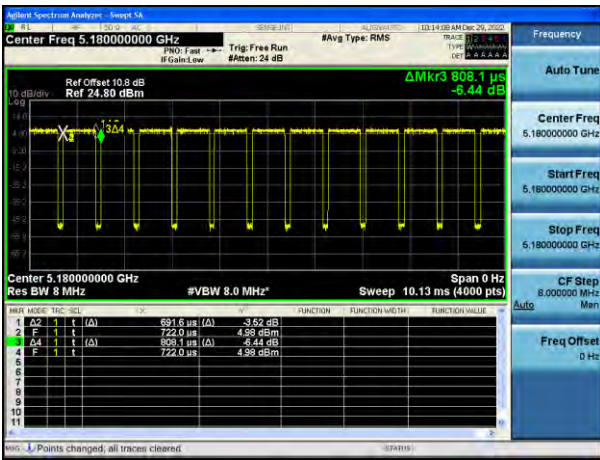 Agilent Spectrum Analyzer - Swept SA
RL 50 Ω AC SENSE:INT 10:14:08 AM Dec 29, 2022
Center Freq 5.180000000 GHz
PNO: Fast
IFGain:Low
Trig: Free Run
#Atten: 24 dB
#Avg Type: RMS
TRACE
TYPE
DET A A A A A A
ΔMkr3 808.1 µs
-6.44 dB
Ref Offset 10.8 dB
10 dB/div Ref 24.80 dBm
Log
3Δ4
Center 5.180000000 GHz Span 0 Hz
Res BW 8 MHz #VBW 8.0 MHz* Sweep 10.13 ms (4000 pts)
MKR MODE TRC SCL X Y FUNCTION FUNCTION WIDTH FUNCTION VALUE
1 Δ2 1 t (Δ) 691.6 µs (Δ) -3.52 dB
2 F 1 t 722.0 µs 4.98 dBm
3 Δ4 1 t (Δ) 808.1 µs (Δ) -6.44 dB
4 F 1 t 722.0 µs 4.98 dBm
5
6
7
8
9
10
11
MSG Points changed; all traces cleared STATUS
Frequency
Auto Tune
Center Freq
5.180000000 GHz
Start Freq
5.180000000 GHz
Stop Freq
5.180000000 GHz
CF Step
8.000000 MHz
Auto Man
Freq Offset
0 Hz